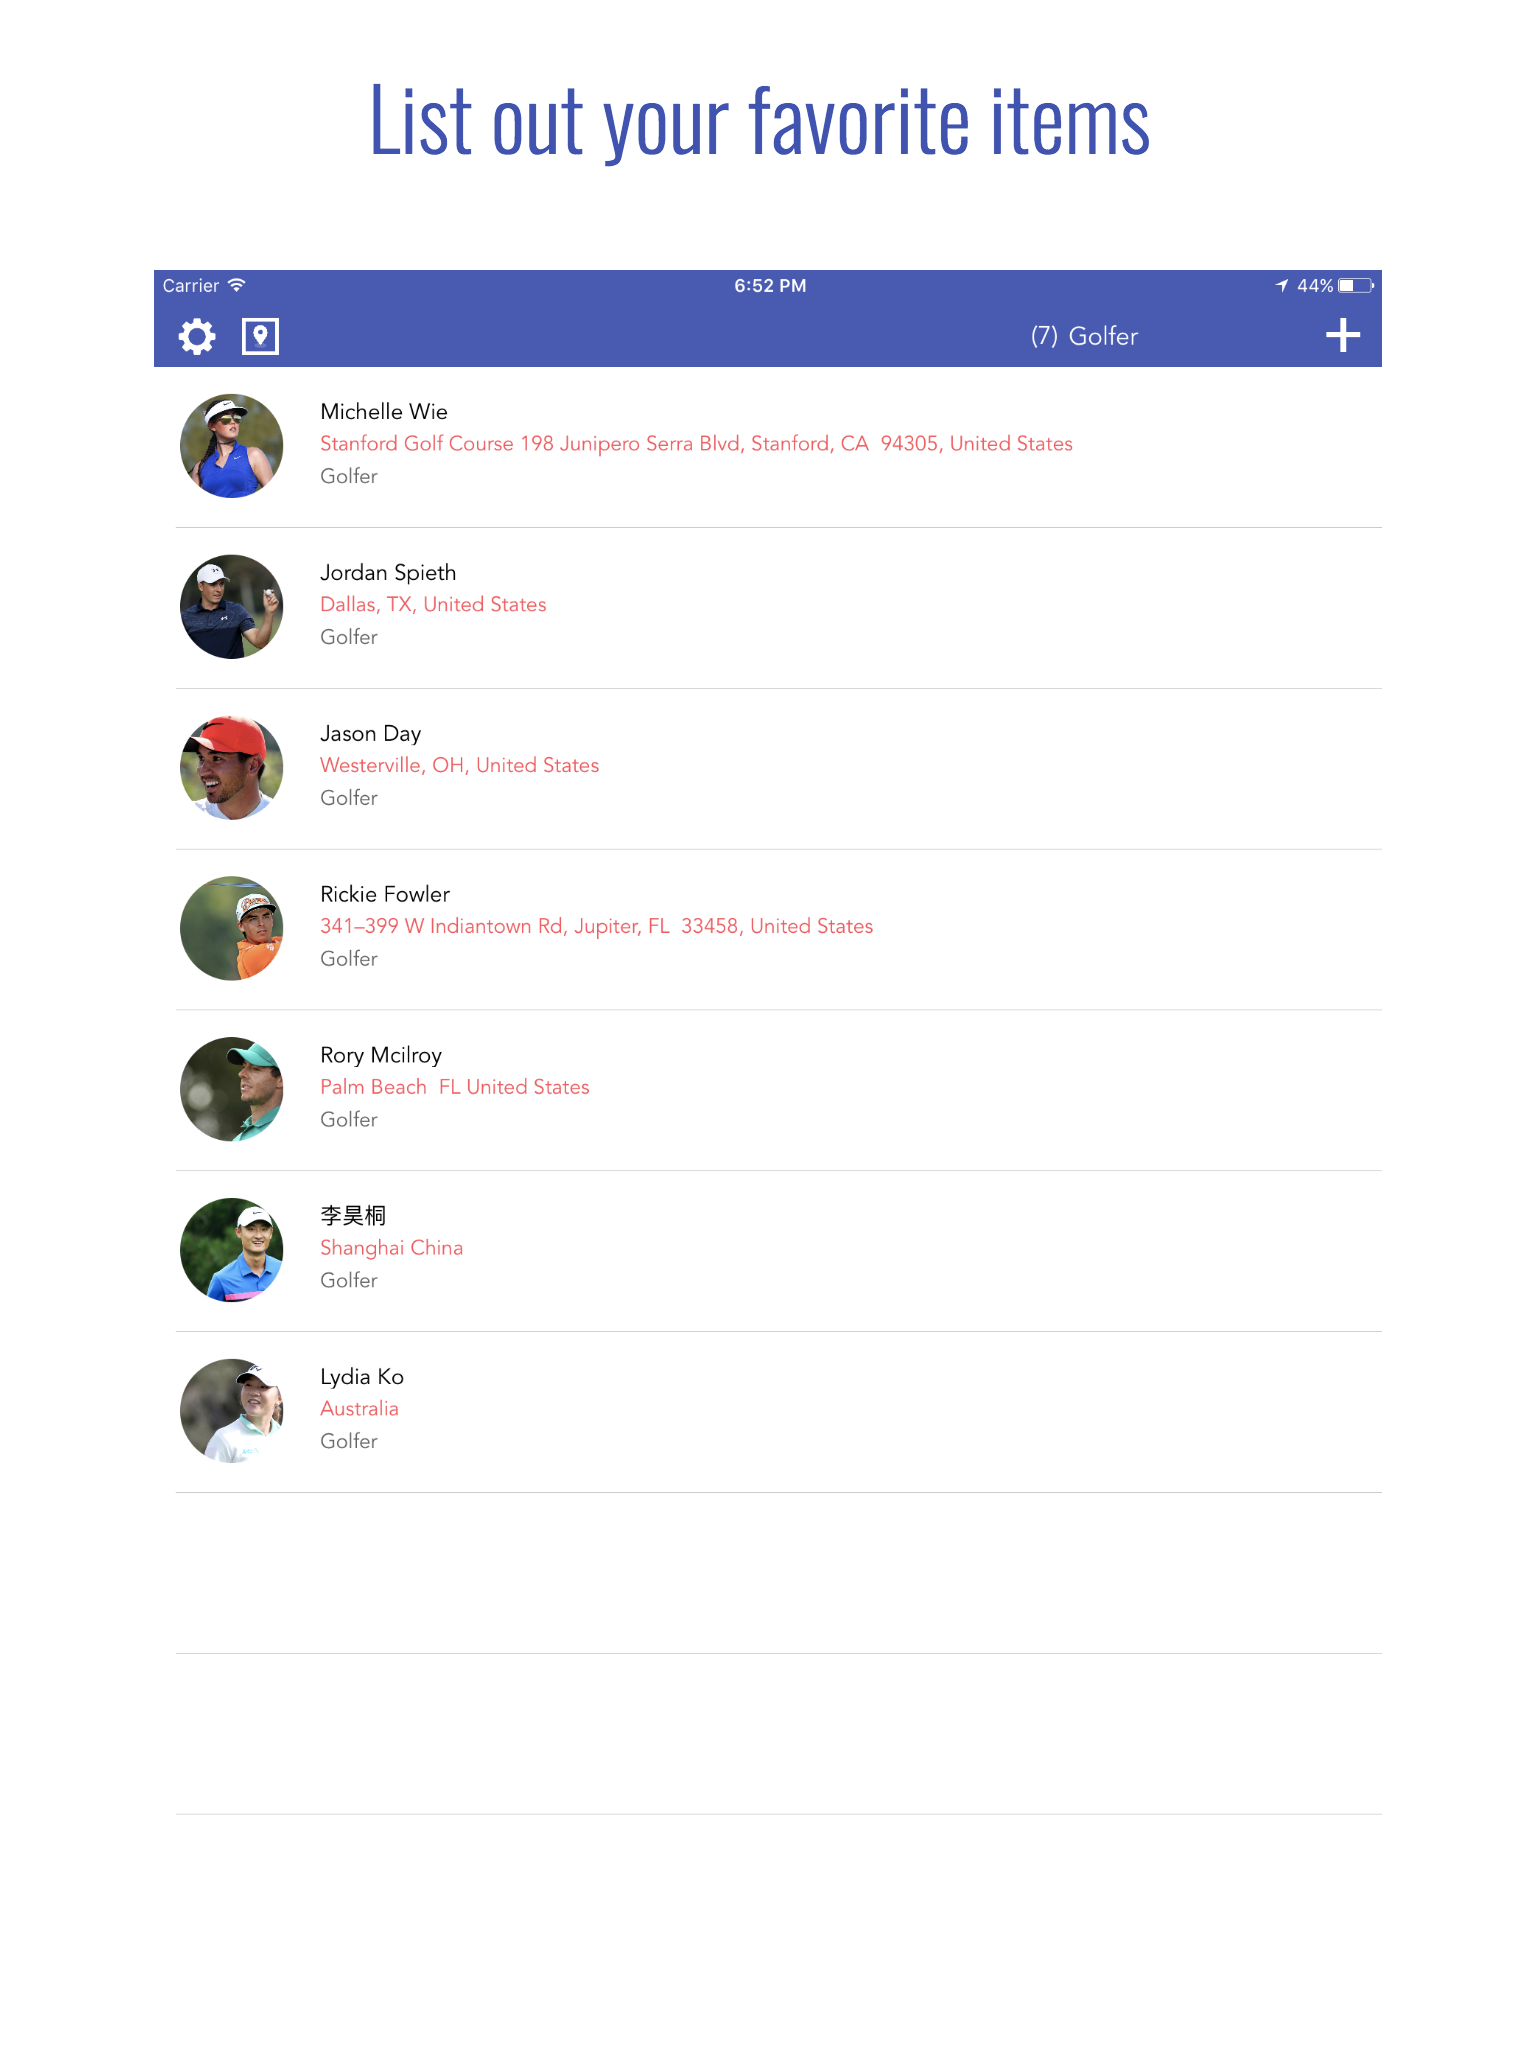 List out your favorite items
Carrier 6:52 PM 44%
(7) Golfer
Michelle Wie
Stanford Golf Course 198 Junipero Serra Blvd, Stanford, CA  94305, United States
Golfer
Jordan Spieth
Dallas, TX, United States
Golfer
Jason Day
Westerville, OH, United States
Golfer
Rickie Fowler
341–399 W Indiantown Rd, Jupiter, FL  33458, United States
Golfer
Rory Mcilroy
Palm Beach  FL United States
Golfer
李昊桐
Shanghai China
Golfer
Lydia Ko
Australia
Golfer